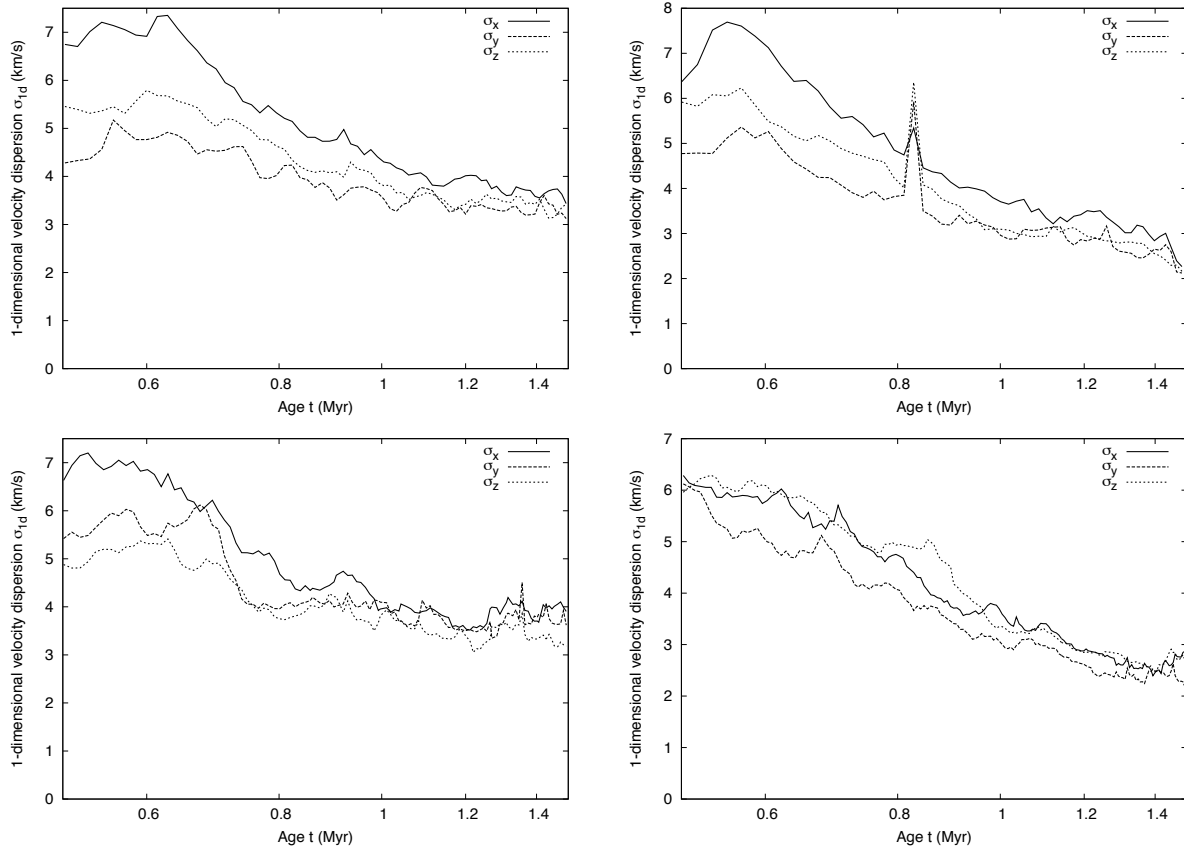 7
6
5
4
3
2
1
0
0.6
0.8
1
1.2
1.4
1-dimensional velocity dispersion σ1d (km/s)
Age t (Myr)
σx
σy
σz
8
7
6
5
4
3
2
1
0
0.6
0.8
1
1.2
1.4
1-dimensional velocity dispersion σ1d (km/s)
Age t (Myr)
σx
σy
σz
7
6
5
4
3
2
1
0
0.6
0.8
1
1.2
1.4
1-dimensional velocity dispersion σ1d (km/s)
Age t (Myr)
σx
σy
σz
7
6
5
4
3
2
1
0
0.6
0.8
1
1.2
1.4
1-dimensional velocity dispersion σ1d (km/s)
Age t (Myr)
σx
σy
σz